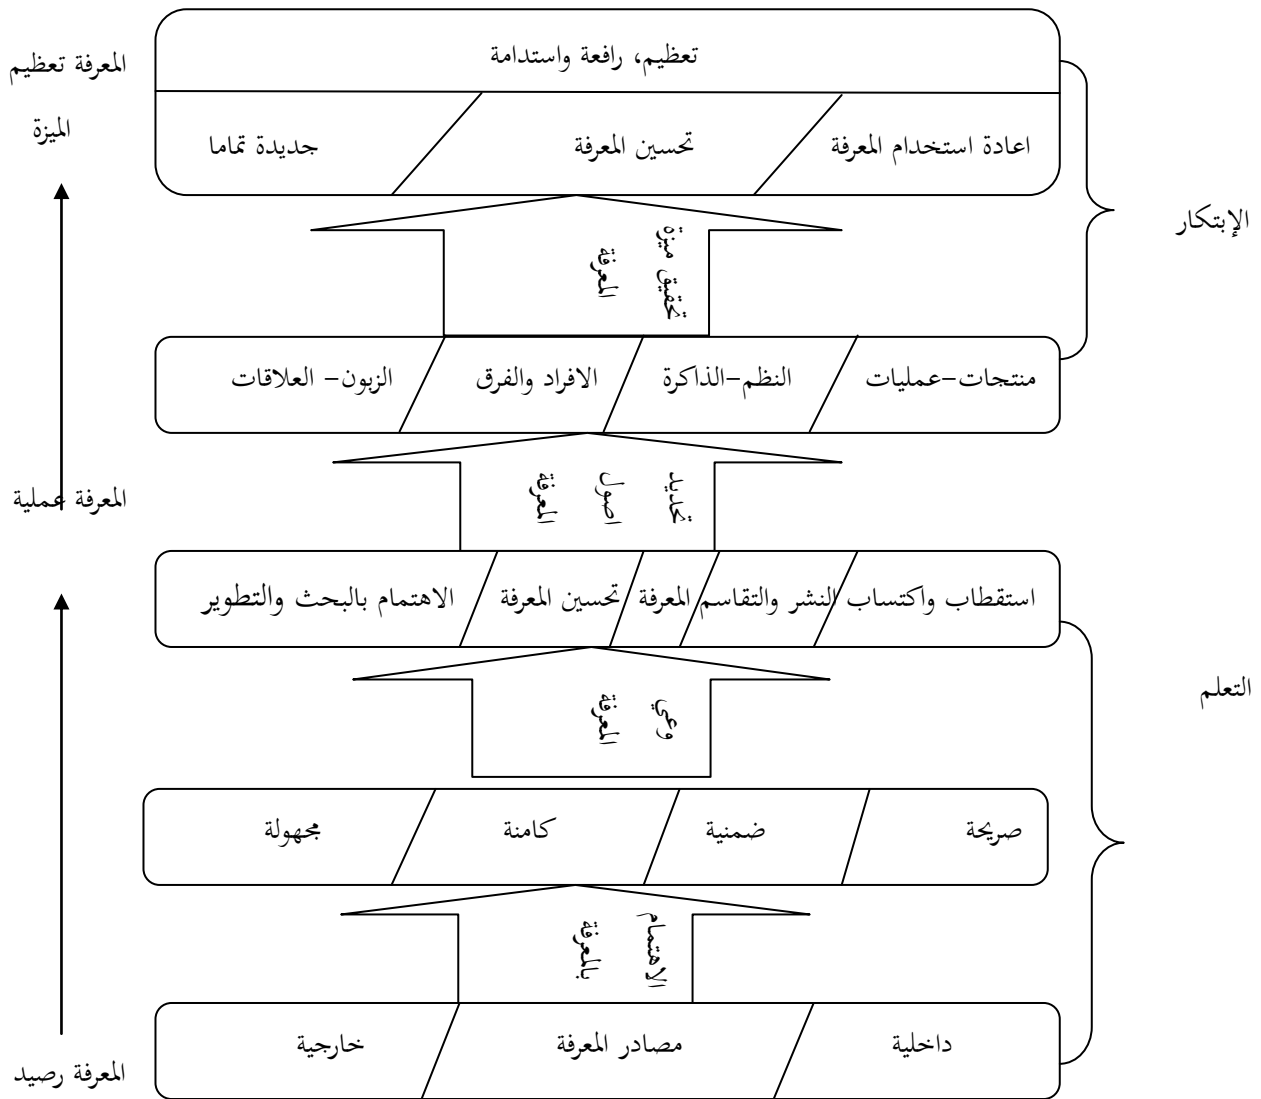 تعظيم، رافعة واستدامة
المعرفة تعظيم
الميزة
اعادة استخدام المعرفة
تحسين المعرفة
جديدة تماما
الإبتكار
تحقيق ميزة
المعرفة
منتجات-عمليات
النظم-الذاكرة
الافراد والفرق
الزبون- العلاقات
تحديد
اصول
المعرفة
المعرفة عملية
استقطاب واكتساب
النشر والتقاسم
المعرفة
تحسين المعرفة
الاهتمام بالبحث والتطوير
التعلم
وعي
المعرفة
صريحة
ضمنية
كامنة
مجهولة
الاهتمام
بالمعرفة
داخلية
مصادر المعرفة
خارجية
المعرفة رصيد